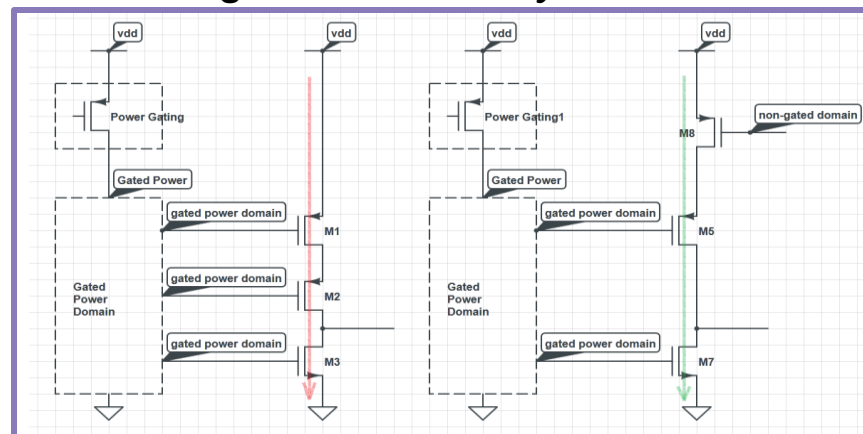 vdd
vdd
vdd
vdd
Power Gating
Power Gating1
non-gated domain
M8
Gated Power
Gated Power
gated power domain
gated power domain
M1
M5
gated power domain
M2
Gated
Power
Domain
Gated
Power
Domain
gated power domain
gated power domain
M3
M7